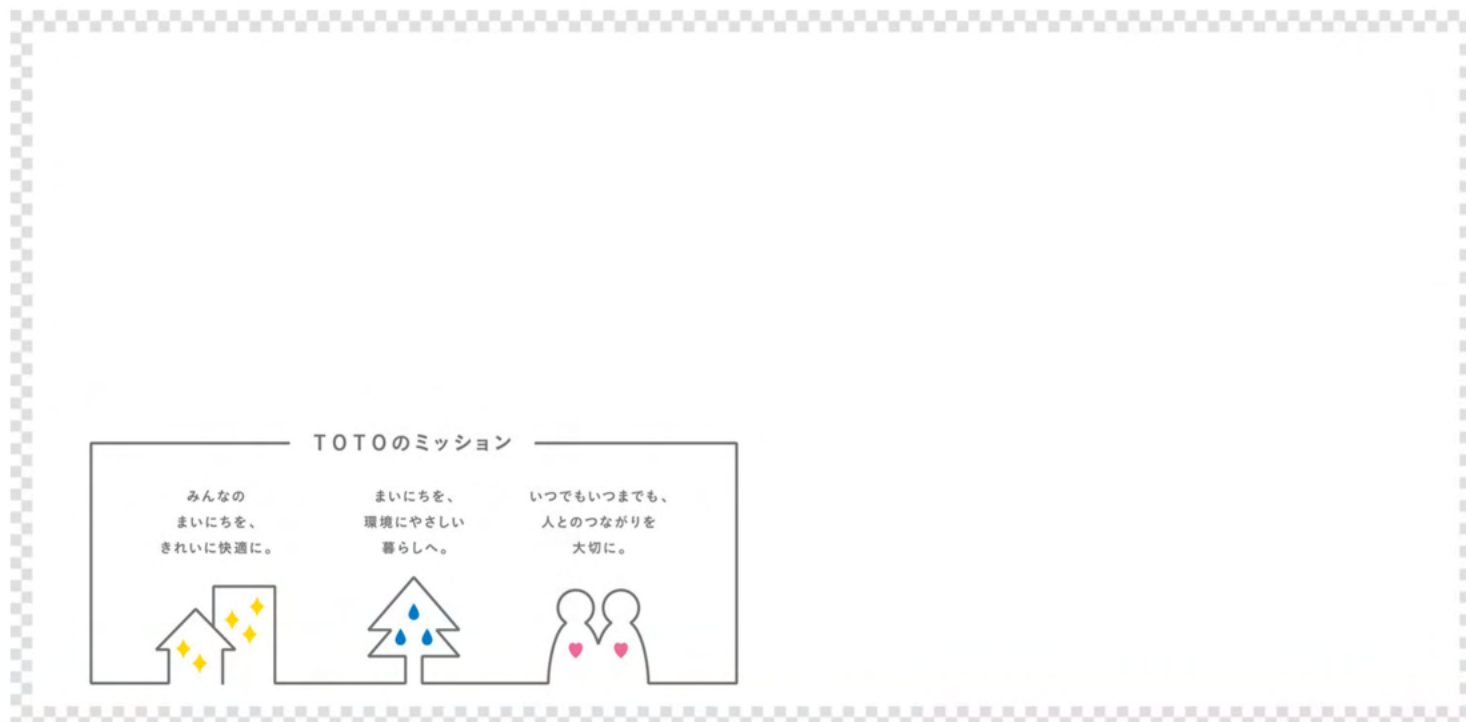 TOTOのミッション
みんなの
まいにちを、
きれいに快適に。
まいにちを、
環境にやさしい
暮らしへ。
いつでもいつまでも、
人とのつながりを
大切に。